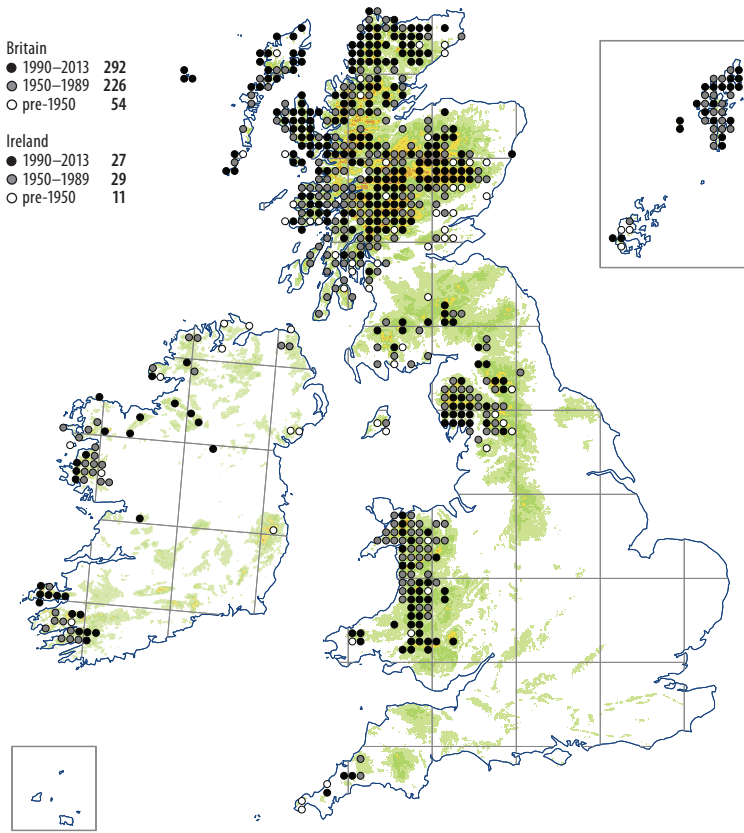 Britain
1990–2013 292
1950–1989 226
pre-1950 54
Ireland
1990–2013 27
1950–1989 29
pre-1950 11